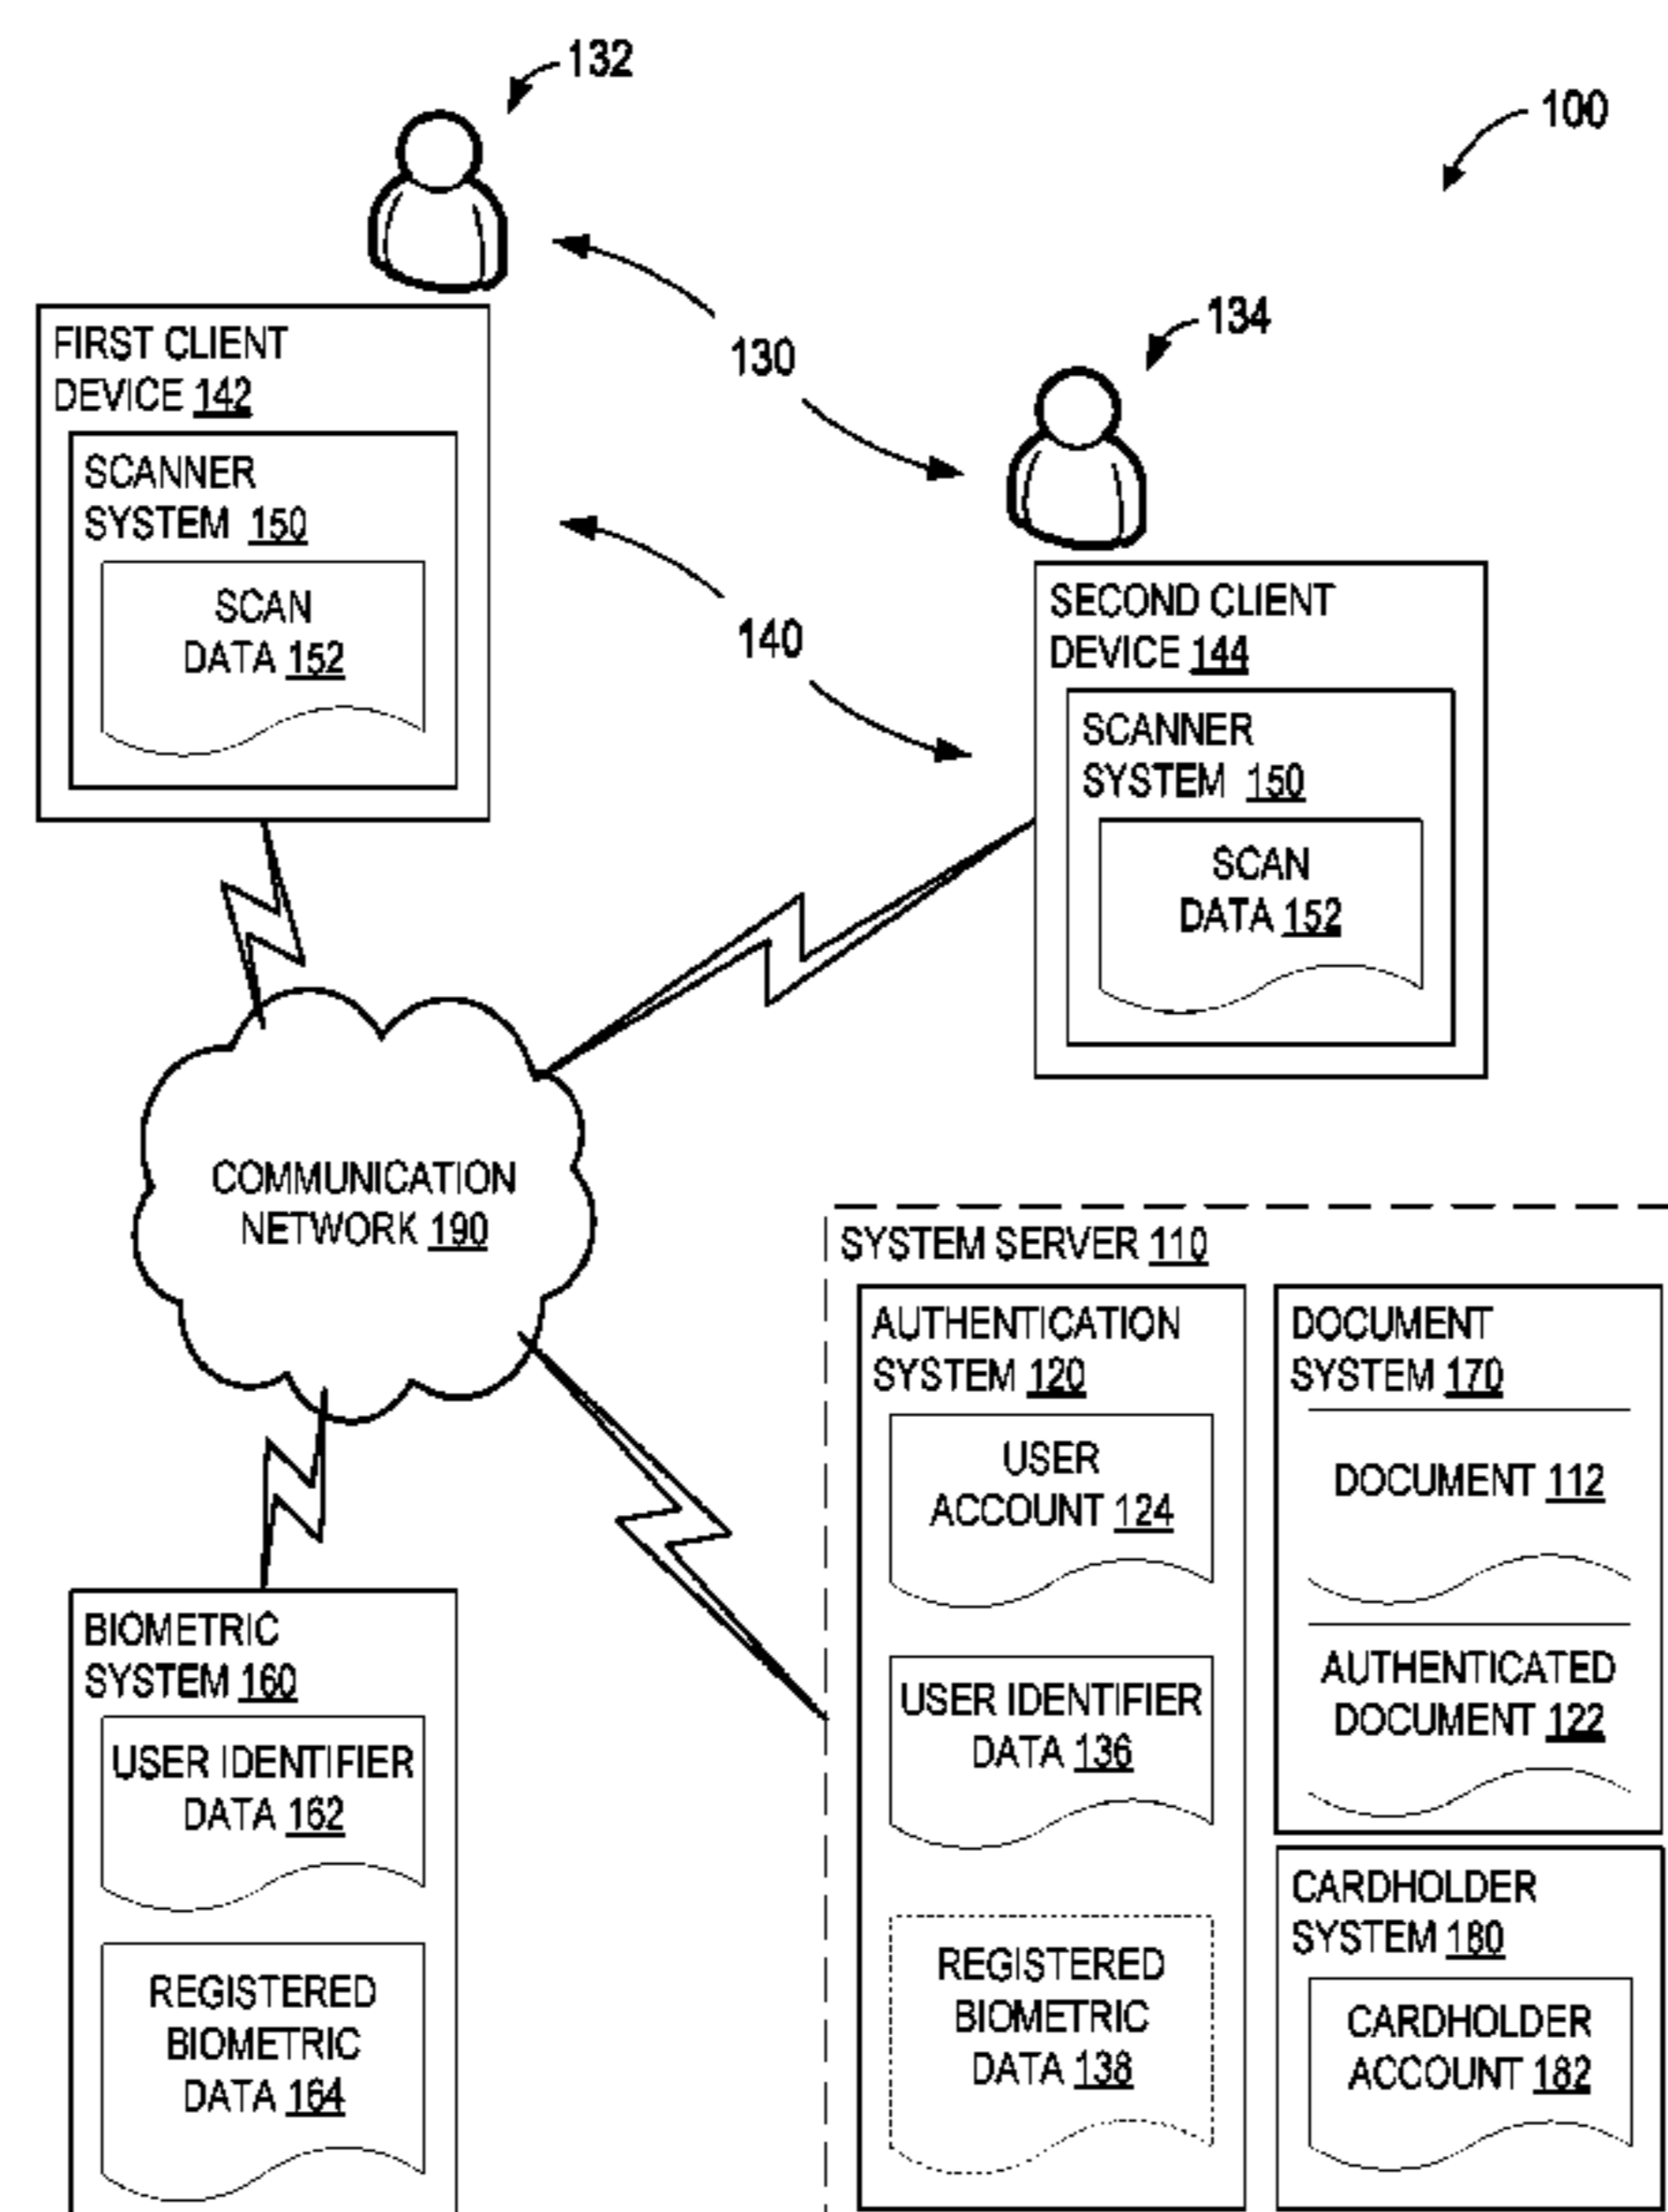 132
100
130
134
FIRST CLIENT
DEVICE 142
SCANNER
SYSTEM 150
SCAN
DATA 152
140
SECOND CLIENT
DEVICE 144
SCANNER
SYSTEM 150
SCAN
DATA 152
COMMUNICATION
NETWORK 190
SYSTEM SERVER 110
AUTHENTICATION
SYSTEM 120
USER
ACCOUNT 124
USER IDENTIFIER
DATA 136
REGISTERED
BIOMETRIC
DATA 138
DOCUMENT
SYSTEM 170
DOCUMENT 112
AUTHENTICATED
DOCUMENT 122
CARDHOLDER
SYSTEM 180
CARDHOLDER
ACCOUNT 182
BIOMETRIC
SYSTEM 160
USER IDENTIFIER
DATA 162
REGISTERED
BIOMETRIC
DATA 164